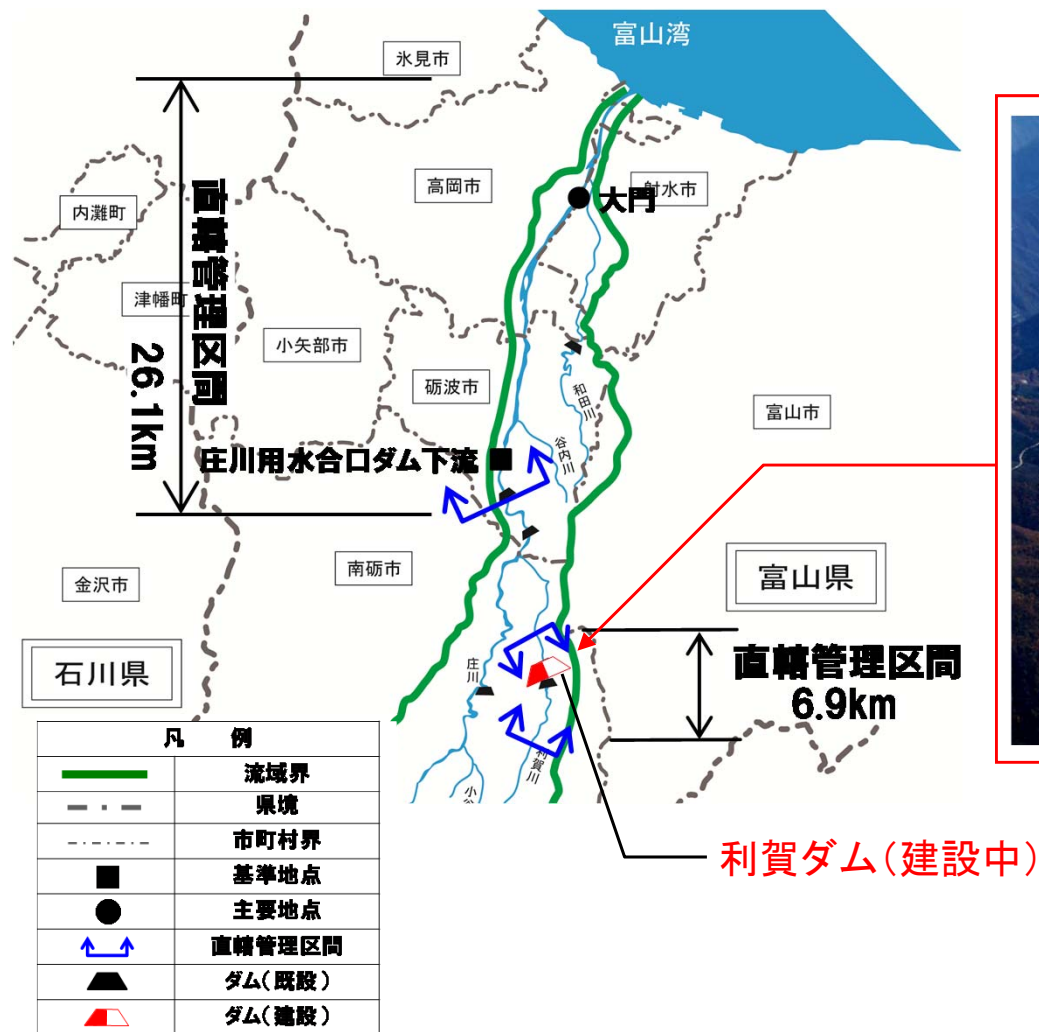 富山湾
氷見市
高岡市
射水市
大門
内灘町
直轄管理区間
26.1km
津幡町
小矢部市
砺波市
和田川
谷内川
富山市
庄川用水合口ダム下流
南砺市
金沢市
富山県
石川県
庄川
直轄管理区間
6.9km
利賀川
小谷
利賀ダム(建設中)
凡 例
流域界
県境
市町村界
基準地点
主要地点
直轄管理区間
ダム(既設)
ダム(建設)